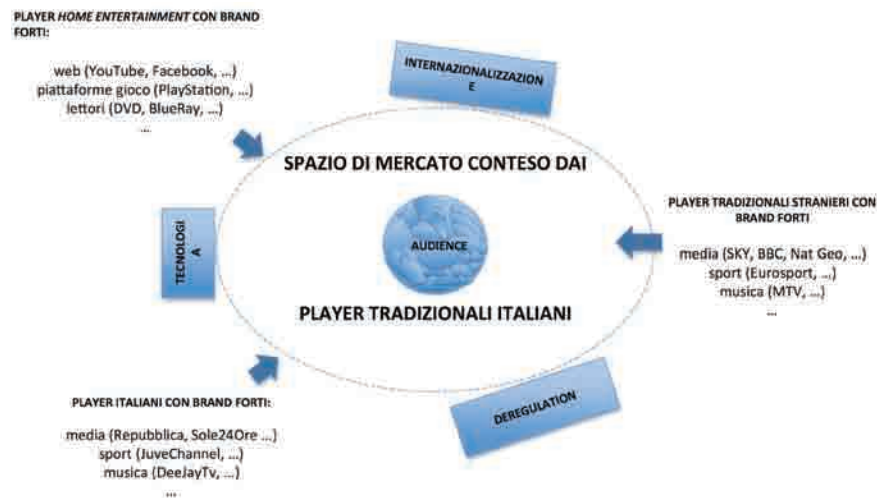 PLAYER HOME ENTERTAINMENT CON BRAND
FORTI:
web (YouTube, Facebook, ...)
piattaforme gioco (PlayStation, ...)
lettori (DVD, BlueRay, ...)
...
INTERNAZIONALIZZAZION
E
SPAZIO DI MERCATO CONTESO DAI
TECNOLOGI
A
AUDIENCE
PLAYER TRADIZIONALI STRANIERI CON
BRAND FORTI
media (SKY, BBC, Nat Geo, ...)
sport (Eurosport, ...)
musica (MTV, ...)
...
PLAYER TRADIZIONALI ITALIANI
PLAYER ITALIANI CON BRAND FORTI:
media (Repubblica, Sole24Ore ...)
sport (JuveChannel, ...)
musica (DeeJayTv, ...)
...
DEREGULATION